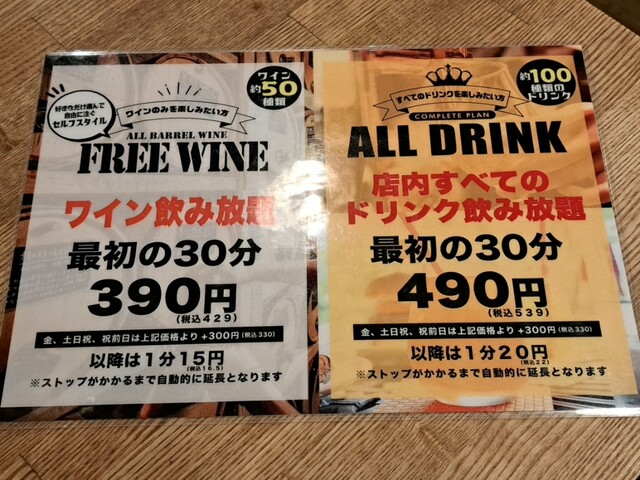 好きなだけ選んで
自由に注ぐ
セルフスタイル
ワインのみを楽しみたい方
ワイン
約50
種類
ALL BARREL WINE
FREE WINE
ワイン飲み放題
最初の30分
390円
(税込429)
金、土日祝、祝前日は上記価格より+300円(税込330)
以降は1分15円
(税込16.5)
※ストップがかかるまで自動的に延長となります
すべてのドリンクを楽しみたい方
COMPLETE PLAN
約100
種類の
ドリンク
ALL DRINK
店内すべての
ドリンク飲み放題
最初の30分
490円
(税込539)
金、土日祝、祝前日は上記価格より+300円(税込330)
以降は1分20円
(税込22)
※ストップがかかるまで自動的に延長となります